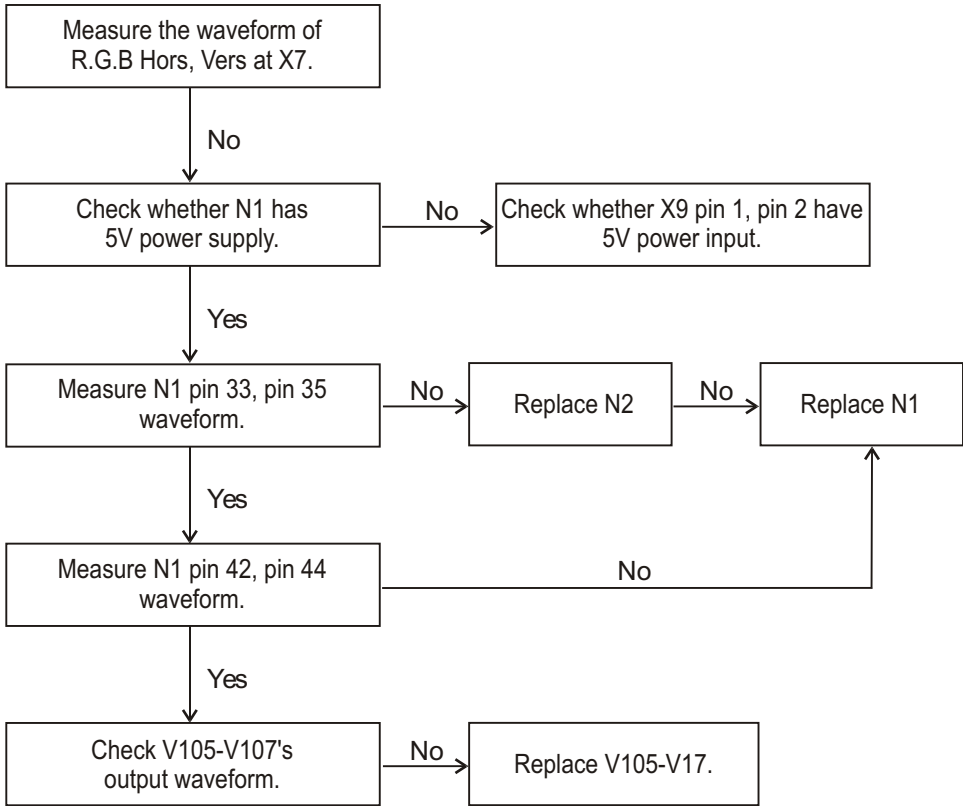 Measure the waveform of
R.G.B Hors, Vers at X7.
No
Check whether N1 has
5V power supply.
No
Check whether X9 pin 1, pin 2 have
5V power input.
Yes
Measure N1 pin 33, pin 35
waveform.
No
Replace N2
No
Replace N1
Yes
Measure N1 pin 42, pin 44
waveform.
No
Yes
Check V105-V107's
output waveform.
No
Replace V105-V17.